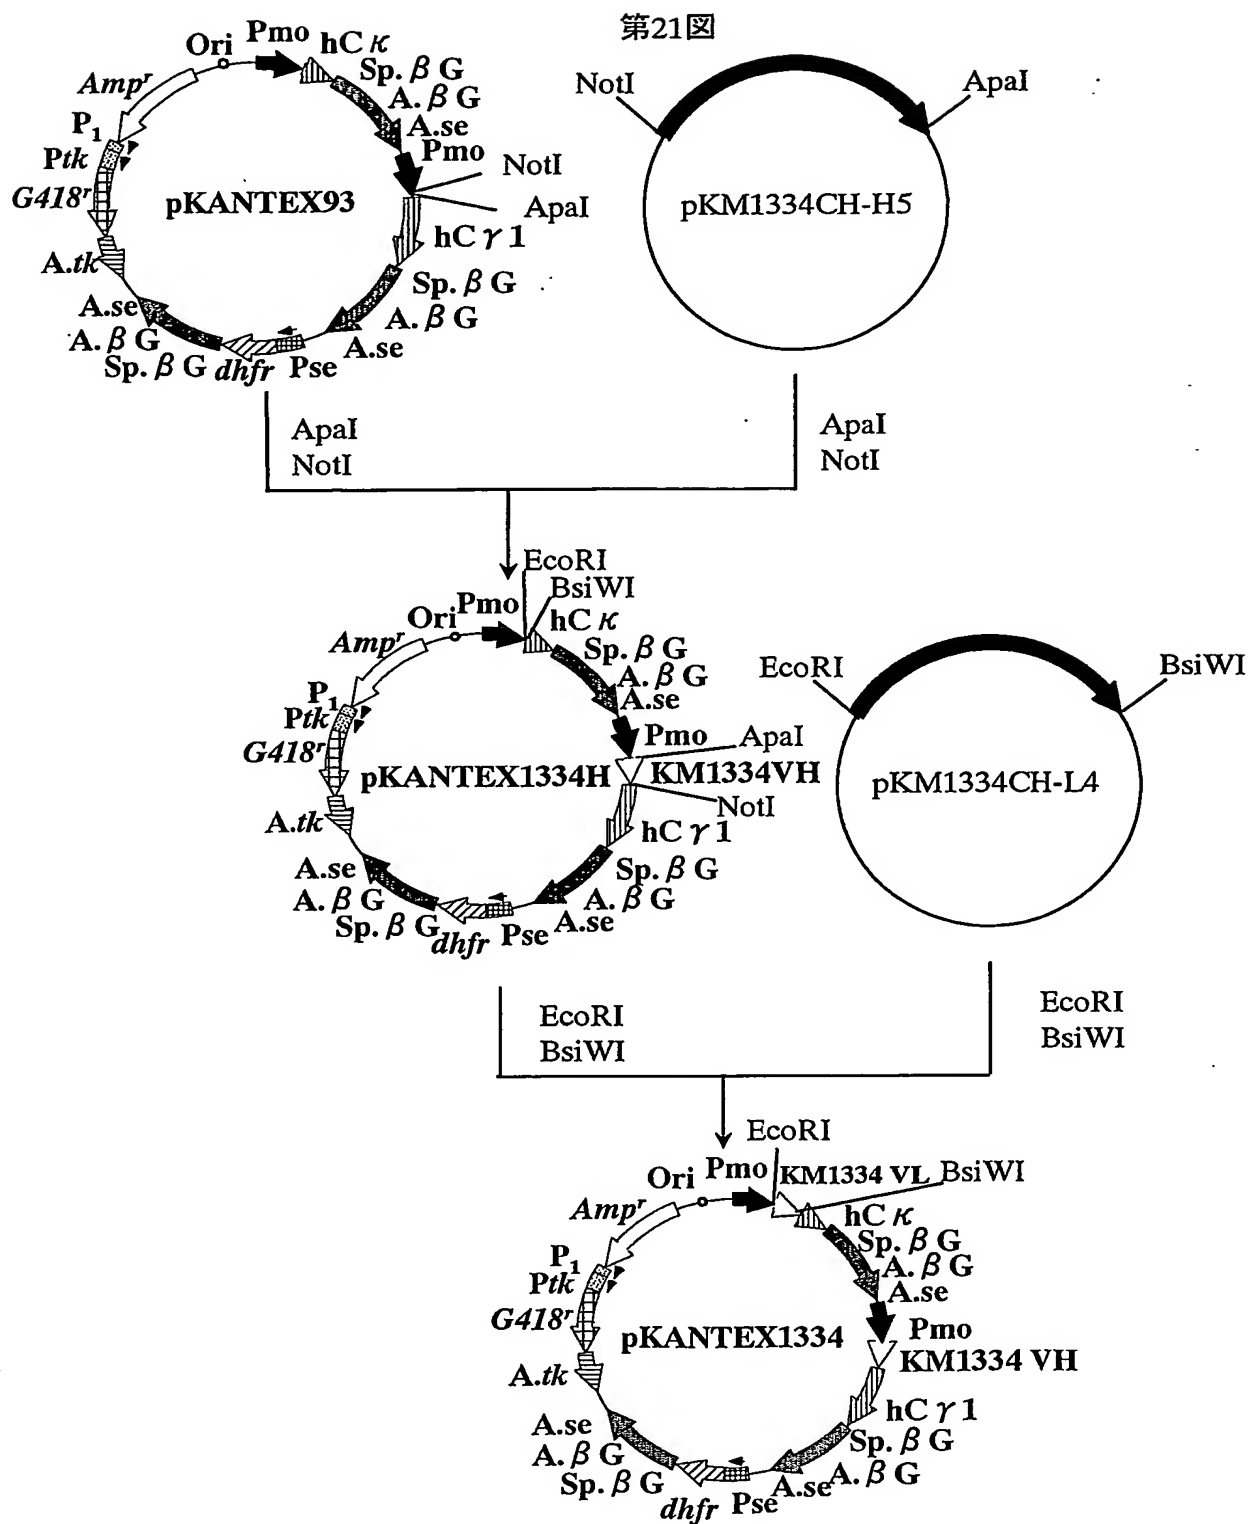 第21図
Ori
Pmo
hCκ
Sp.βG
A.βG
A.se
Pmo
NotI
ApaI
hCγ1
Sp.βG
A.βG
A.se
Pse
dhfr
Sp.βG
A.βG
A.se
A.tk
G418r
Ptk
P1
Ampr
pKANTEX93
NotI
ApaI
pKM1334CH-H5
ApaI
NotI
ApaI
NotI
EcoRI
BsiWI
Ori
Pmo
hCκ
Sp.βG
A.βG
A.se
Pmo
ApaI
KM1334VH
NotI
hCγ1
Sp.βG
A.βG
A.se
Pse
dhfr
Sp.βG
A.βG
A.se
A.tk
G418r
Ptk
P1
Ampr
pKANTEX1334H
EcoRI
BsiWI
pKM1334CH-L4
EcoRI
BsiWI
EcoRI
BsiWI
EcoRI
Ori
Pmo
KM1334 VL
BsiWI
hCκ
Sp.βG
A.βG
A.se
Pmo
KM1334 VH
hCγ1
Sp.βG
A.βG
A.se
Pse
dhfr
Sp.βG
A.βG
A.se
A.tk
G418r
Ptk
P1
Ampr
pKANTEX1334